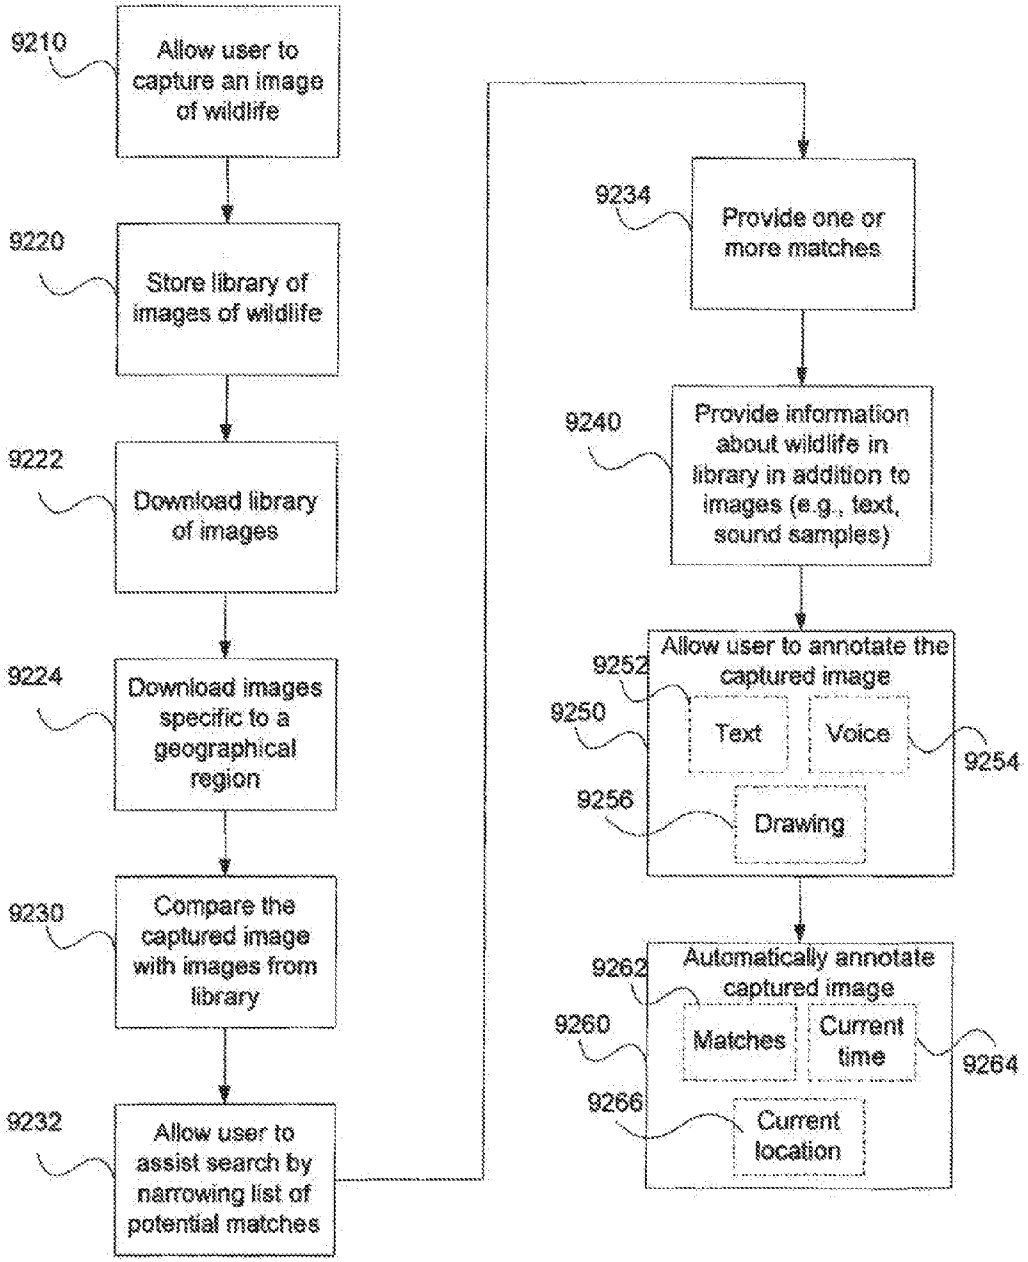 9210
Allow user to
capture an image
of wildlife
9220
Store library of
images of wildlife
9222
Download library
of images
9224
Download images
specific to a
geographical
region
9230
Compare the
captured image
with images from
library
9232
Allow user to
assist search by
narrowing list of
potential matches
9234
Provide one or
more matches
9240
Provide information
about wildlife in
library in addition to
images (e.g., text,
sound samples)
9250
Allow user to annotate the
captured image
9252
Text
Voice
9254
9256
Drawing
9260
Automatically annotate
captured image
9262
Matches
Current
time
9264
9266
Current
location